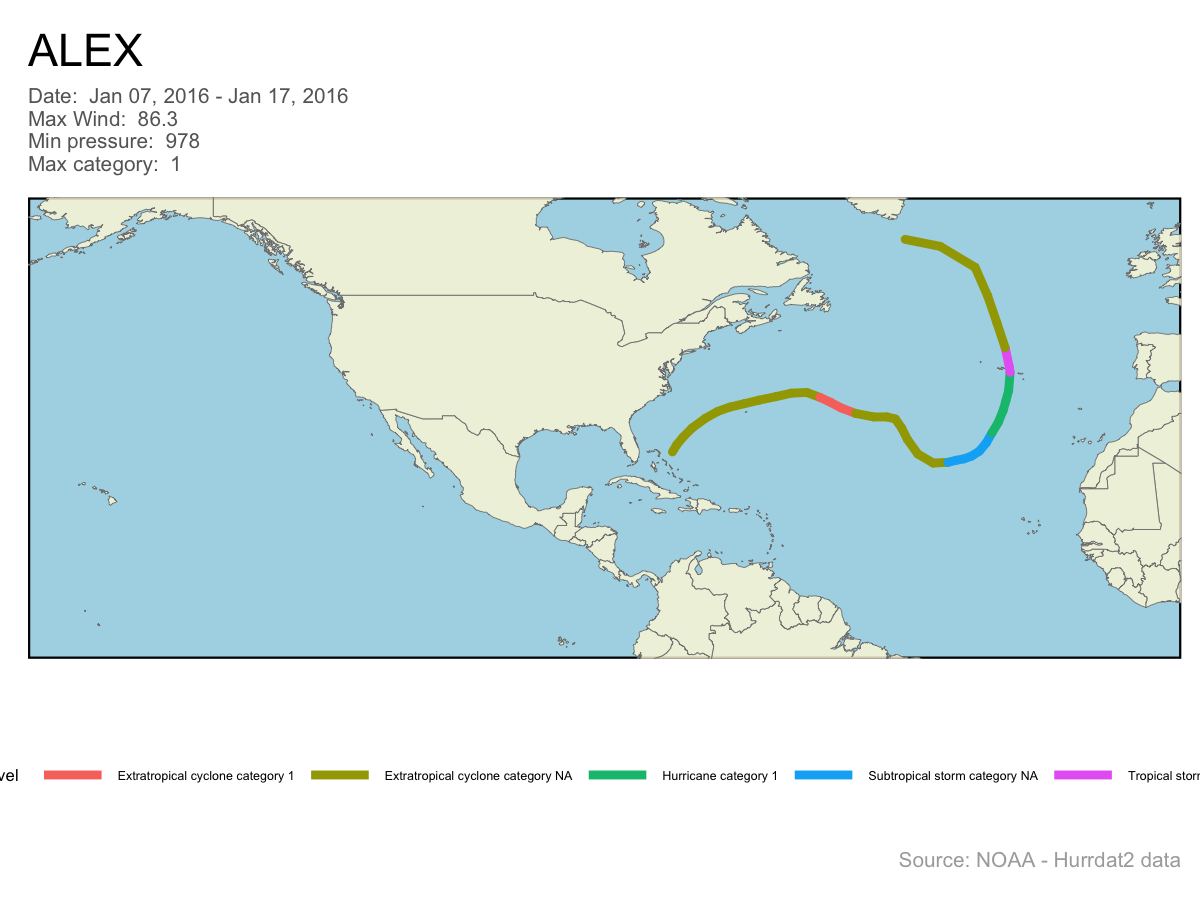 ALEX
Date:  Jan 07, 2016 - Jan 17, 2016
Max Wind:  86.3
Min pressure:  978
Max category:  1
vel Extratropical cyclone category 1 Extratropical cyclone category NA Hurricane category 1 Subtropical storm category NA Tropical stor
Source: NOAA - Hurrdat2 data